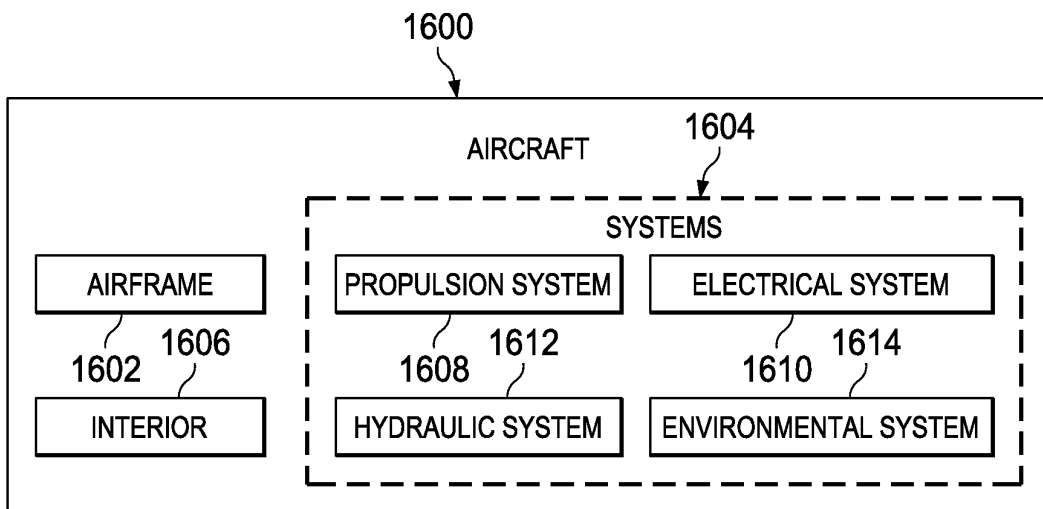 1600
AIRCRAFT
1604
SYSTEMS
AIRFRAME
PROPULSION SYSTEM
ELECTRICAL SYSTEM
1602
1606
1608
1612
1610
1614
INTERIOR
HYDRAULIC SYSTEM
ENVIRONMENTAL SYSTEM